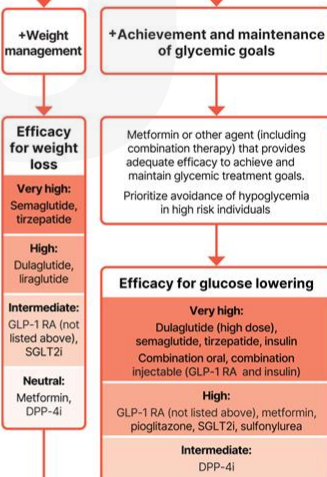 +Weight
management
+Achievement and maintenance
of glycemic goals
Efficacy
for weight
loss
Very high:
Semaglutide,
tirzepatide
High:
Dulaglutide,
liraglutide
Intermediate:
GLP-1 RA (not
listed above),
SGLT2i
Neutral:
Metformin,
DPP-4i
Metformin or other agent (including
combination therapy) that provides
adequate efficacy to achieve and
maintain glycemic treatment goals.
Prioritize avoidance of hypoglycemia
in high risk individuals
Efficacy for glucose lowering
Very high:
Dulaglutide (high dose),
semaglutide, tirzepatide, insulin
Combination oral, combination
injectable (GLP-1 RA and insulin)
High:
GLP-1 RA (not listed above), metformin,
pioglitazone, SGLT2i, sulfonylurea
Intermediate:
DPP-4i